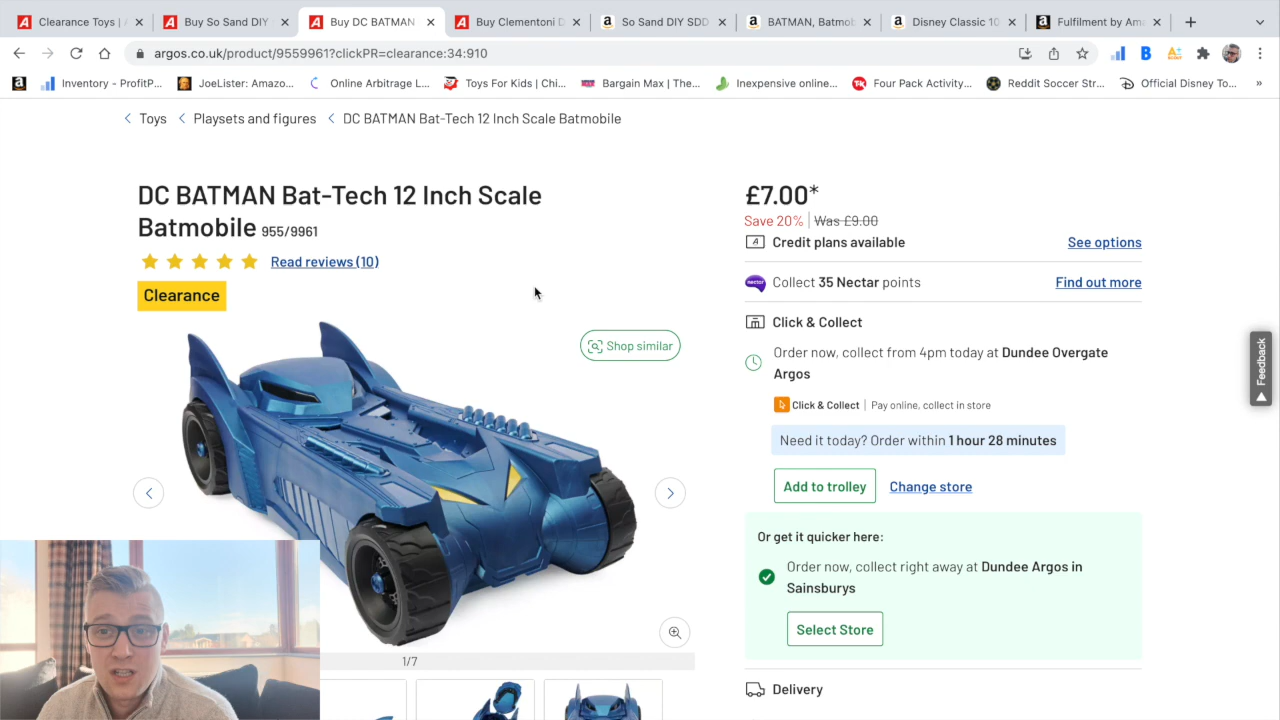 Clearance Toys | A
Buy So Sand DIY
Buy DC BATMAN
Buy Clementoni D
So Sand DIY SDD
BATMAN, Batmob
Disney Classic 10
Fulfilment by Ama
argos.co.uk/product/9559961?clickPR=clearance:34:910
Inventory - ProfitP...
JoeLister: Amazo...
Online Arbitrage L...
Toys For Kids | Chi...
Bargain Max | The...
Inexpensive online...
Four Pack Activity...
Reddit Soccer Str...
Official Disney To...
Toys
Playsets and figures
DC BATMAN Bat-Tech 12 Inch Scale Batmobile
DC BATMAN Bat-Tech 12 Inch Scale
Batmobile 955/9961
Read reviews (10)
Clearance
Shop similar
1/7
£7.00*
Save 20% | Was £9.00
Credit plans available
See options
nectar
Collect 35 Nectar points
Find out more
Click & Collect
Order now, collect from 4pm today at Dundee Overgate
Argos
Click & Collect | Pay online, collect in store
Need it today? Order within 1 hour 28 minutes
Add to trolley
Change store
Or get it quicker here:
Order now, collect right away at Dundee Argos in
Sainsburys
Select Store
Delivery
Feedback